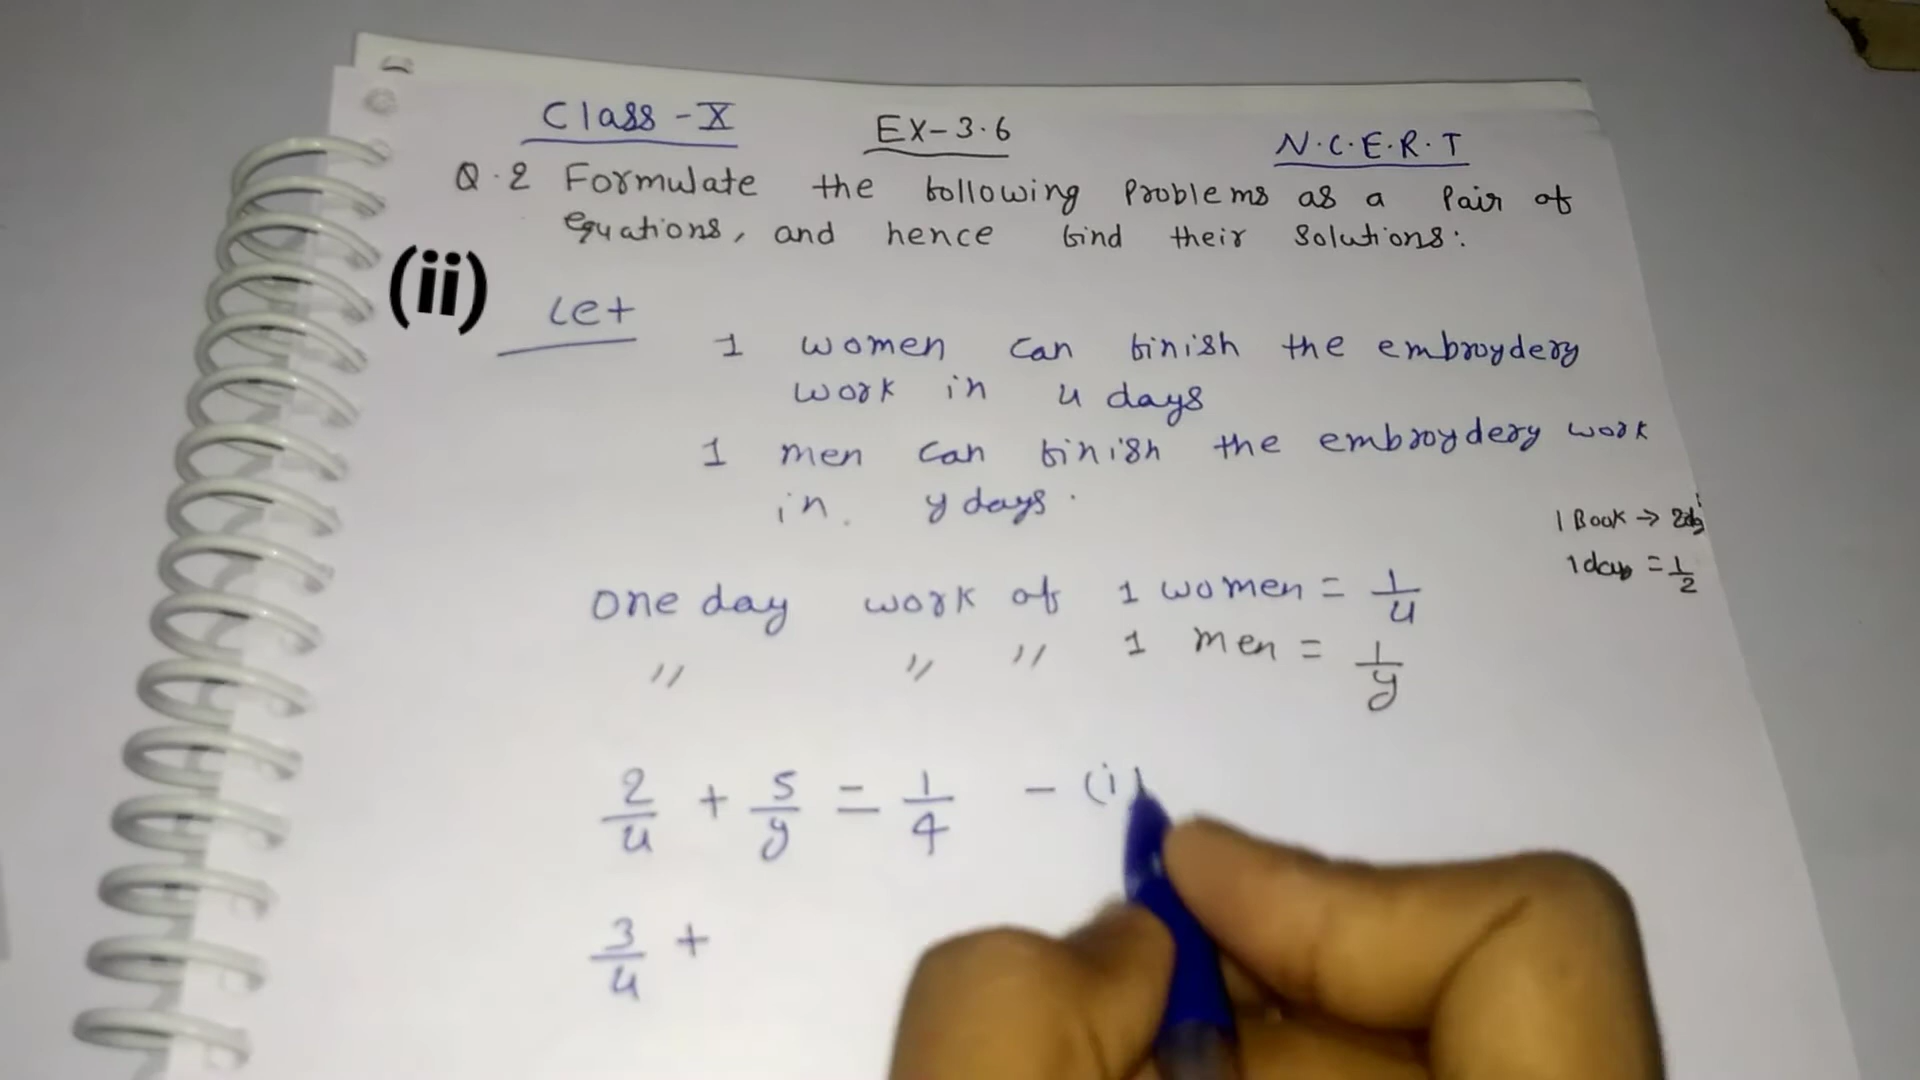 Class - X EX-3.6 N.C.E.R.T
Q.2 Formulate the following Problems as a Pair of
equations, and hence find their Solutions:
(ii) Let
1 women can finish the embroydery
work in u days
1 men can finish the embroydery work
in. y days.
1 Book →
1 day = 1/2
one day work of 1 women = 1/u
" " " 1 men = 1/y
2/u + 5/y = 1/4 - (i)
3/u +